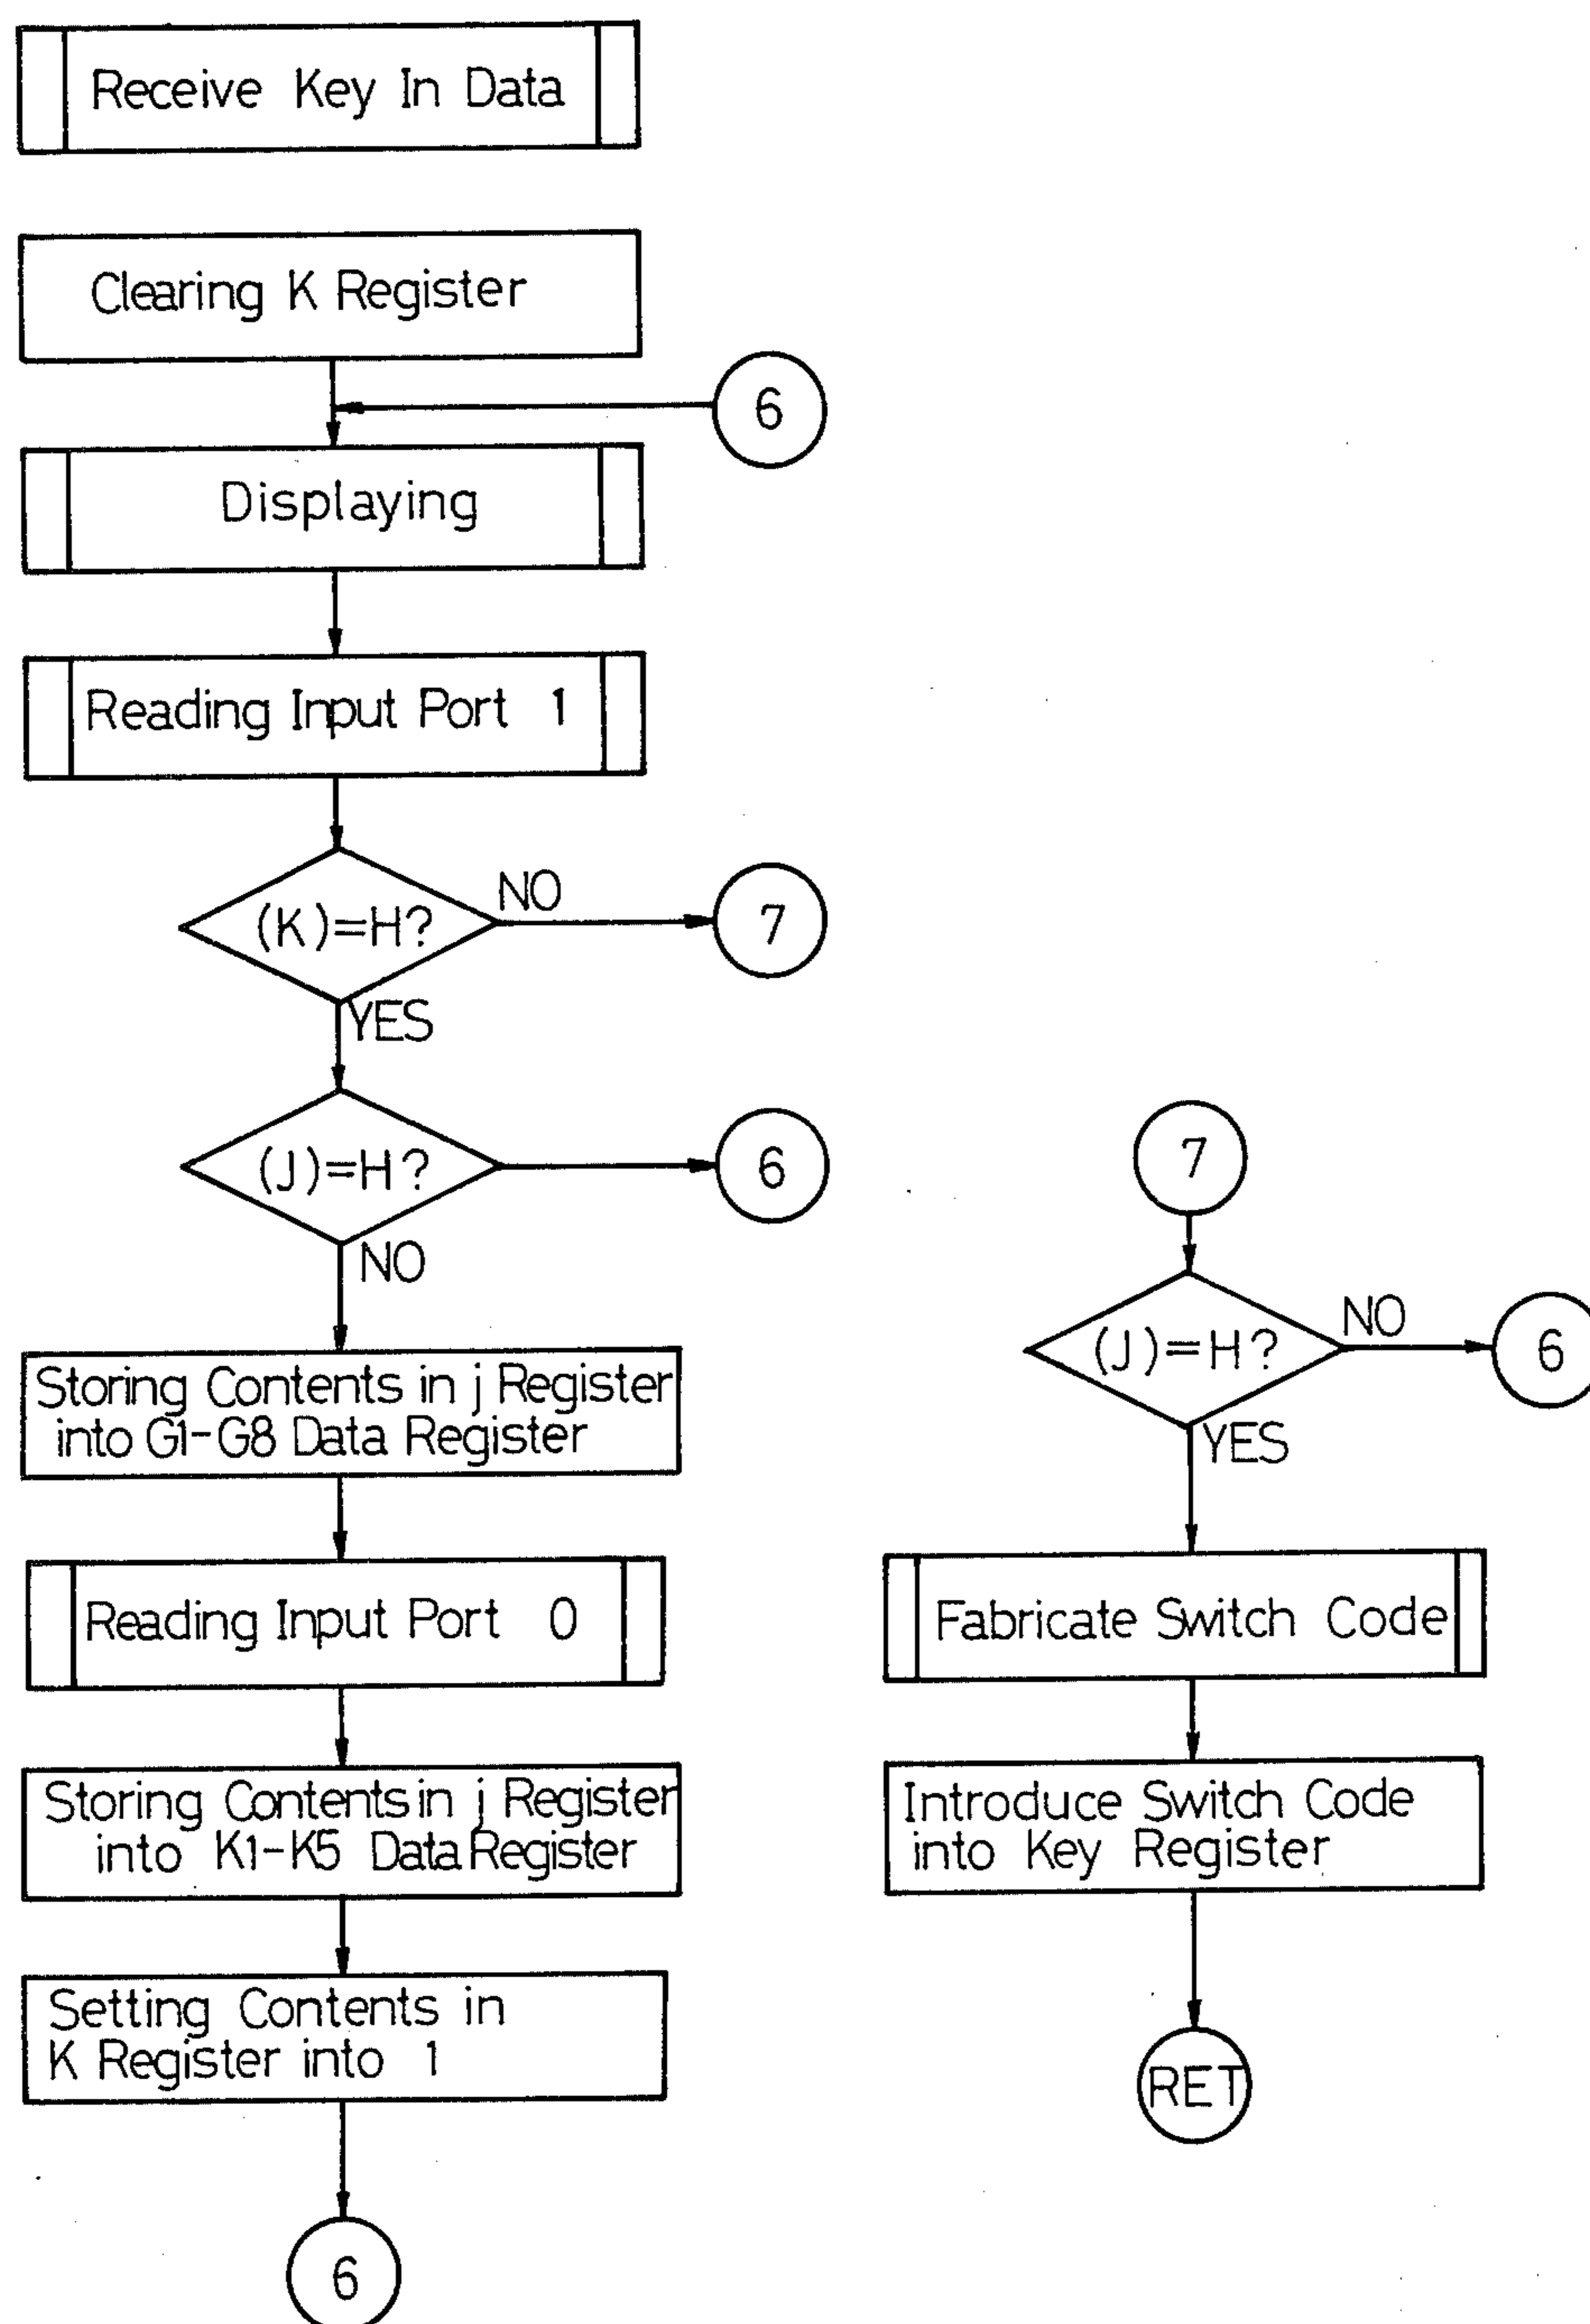 Receive Key In Data
Clearing K Register
6
Displaying
Reading Input Port 1
(K)=H?
NO
7
YES
(J)=H?
6
NO
Storing Contents in j Register
into G1-G8 Data Register
Reading Input Port 0
Storing Contents in j Register
into K1-K5 Data Register
Setting Contents in
K Register into 1
6
7
(J)=H?
NO
6
YES
Fabricate Switch Code
Introduce Switch Code
into Key Register
RET